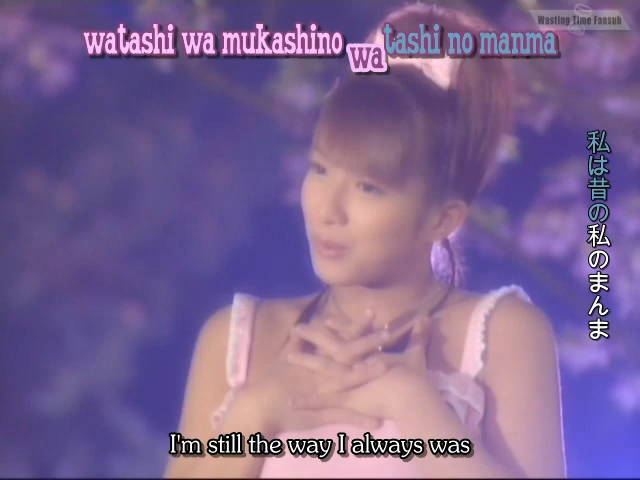 Wasting Time Fansub
watashi wa mukashino watashi no manma
私は昔の私のまんま
I'm still the way I always was